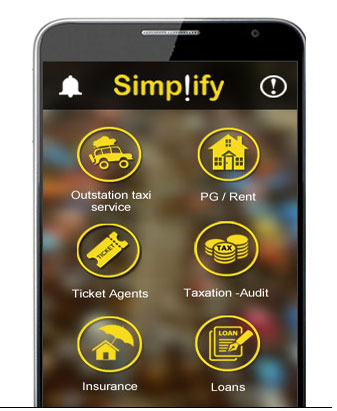 Simp!ify
Outstation taxi
service
PG / Rent
TICKET
Ticket Agents
TAX
Taxation -Audit
Insurance
LOAN
Loans